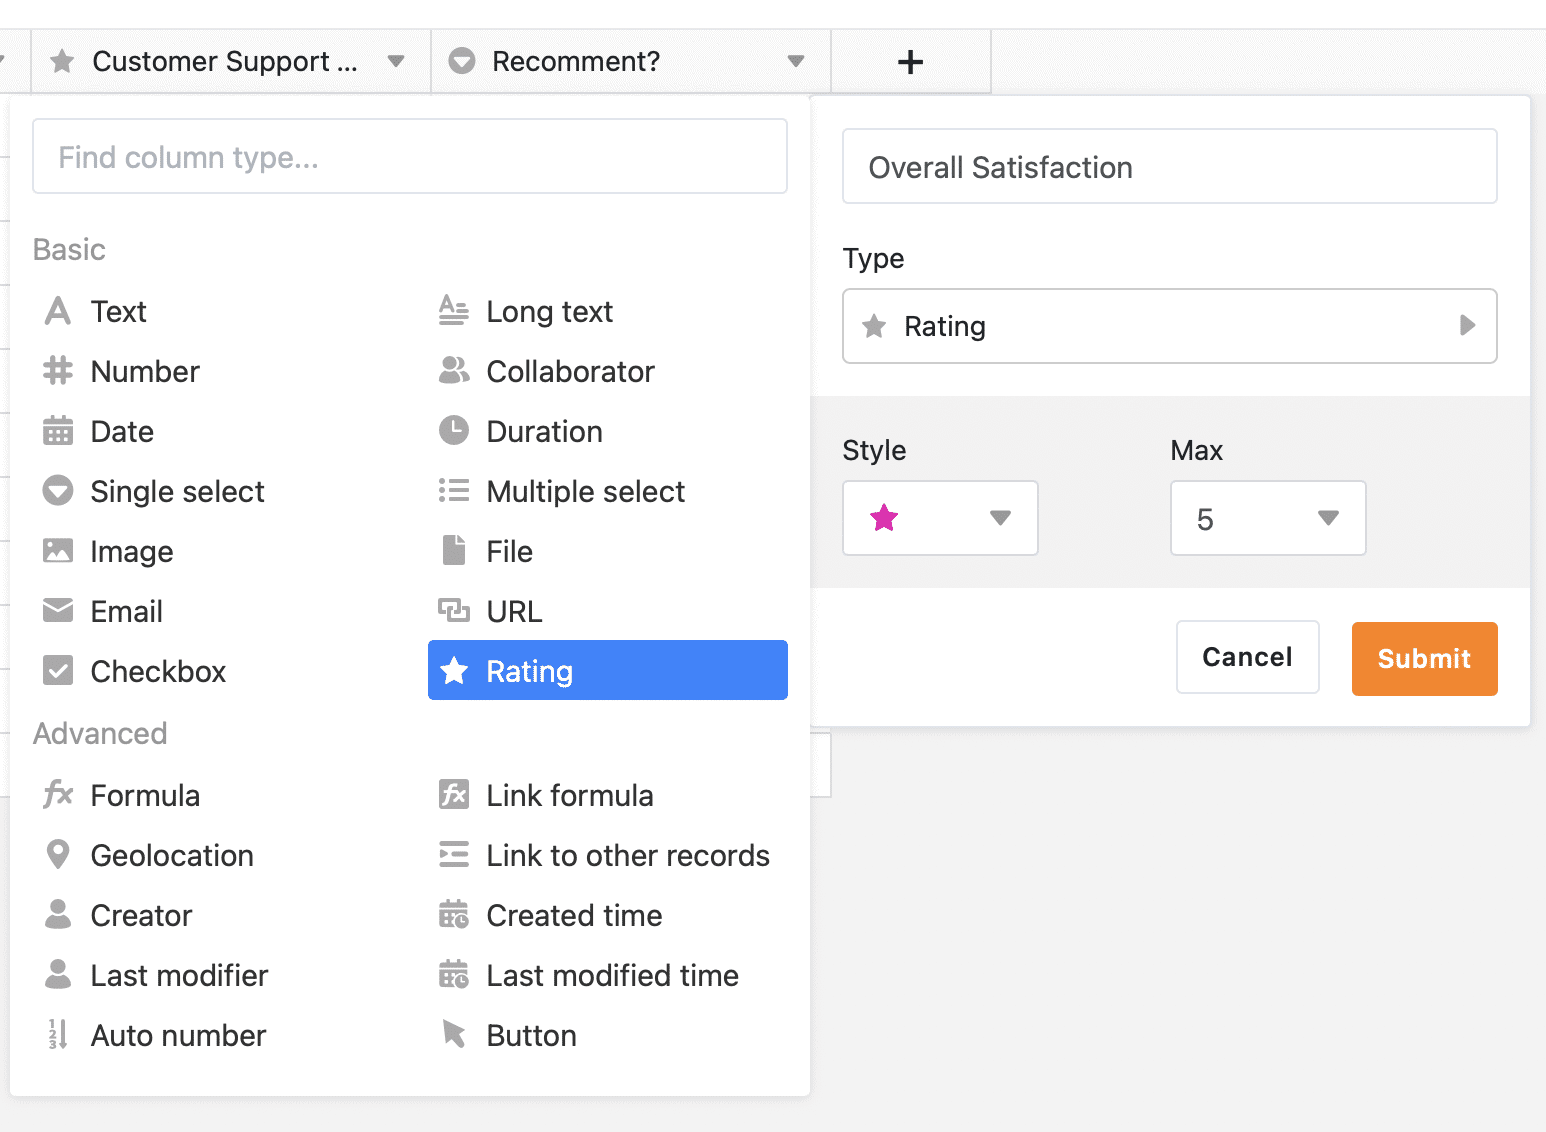 Customer Support ...
Recomment?
+
Find column type...
Basic
Text
Long text
Number
Collaborator
Date
Duration
Single select
Multiple select
Image
File
Email
URL
Checkbox
Rating
Advanced
Formula
Link formula
Geolocation
Link to other records
Creator
Created time
Last modifier
Last modified time
Auto number
Button
Overall Satisfaction
Type
Rating
Style
Max
5
Cancel
Submit